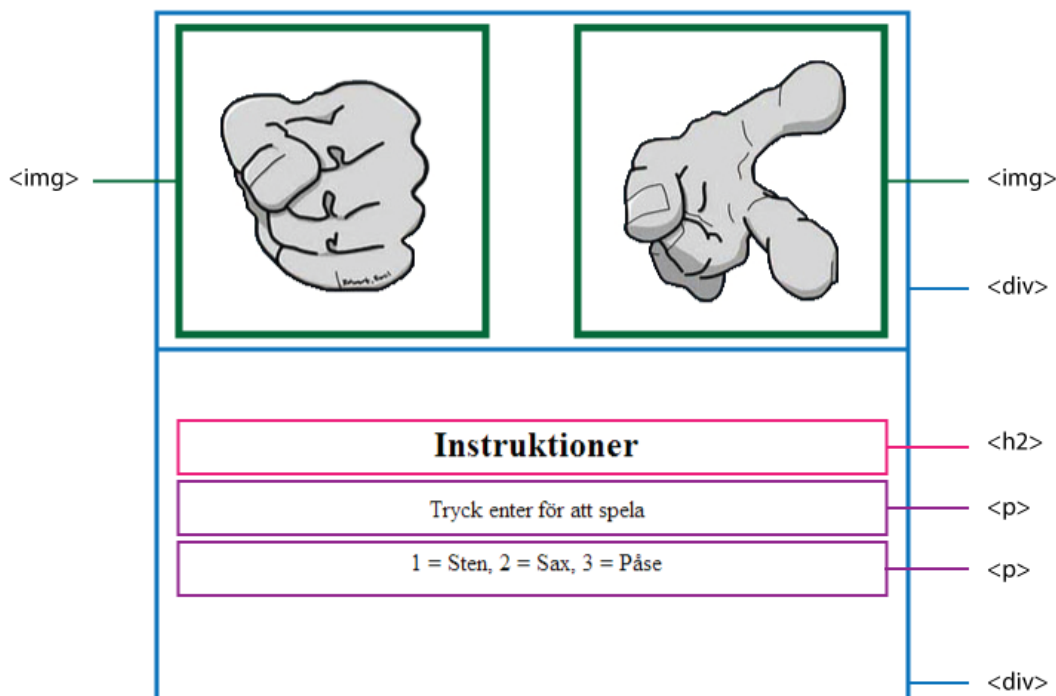 <img>
<img>
<div>
Instruktioner
<h2>
Tryck enter för att spela
<p>
1 = Sten, 2 = Sax, 3 = Påse
<p>
<div>